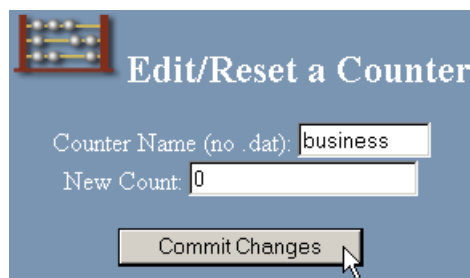 Edit/Reset a Counter
Counter Name (no .dat): business
New Count: 0
Commit Changes